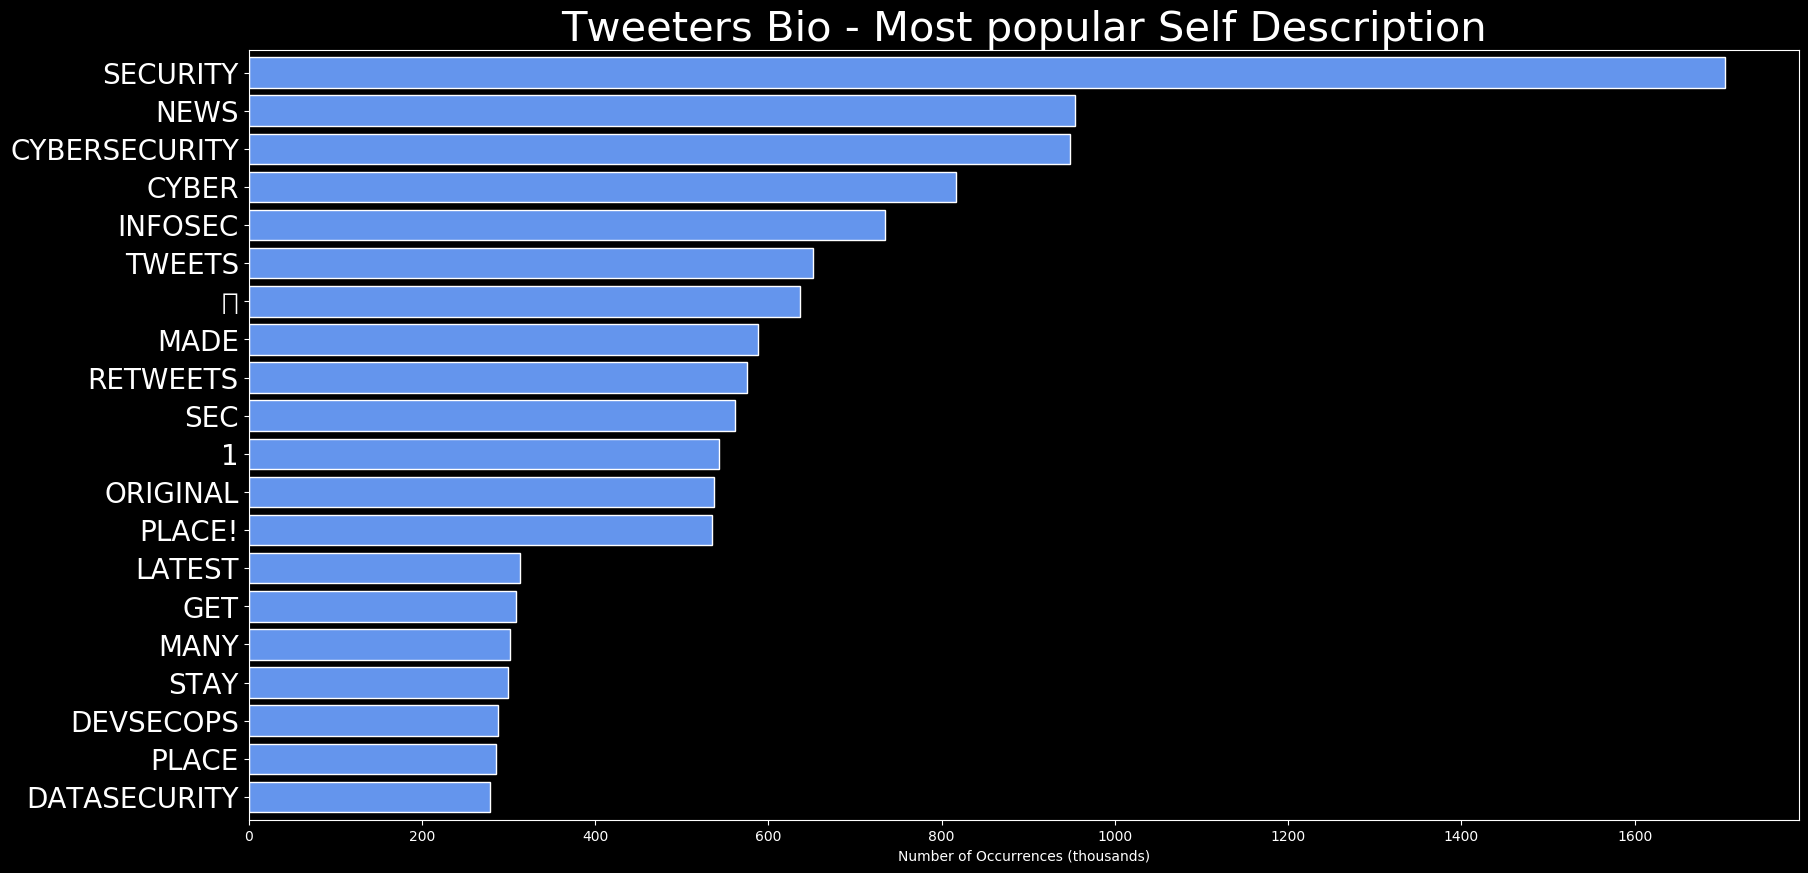 Tweeters Bio - Most popular Self Description
SECURITY
NEWS
CYBERSECURITY
CYBER
INFOSEC
TWEETS
MADE
RETWEETS
SEC
1
ORIGINAL
PLACE!
LATEST
GET
MANY
STAY
DEVSECOPS
PLACE
DATASECURITY
0 200 400 600 800 1000 1200 1400 1600
Number of Occurrences (thousands)